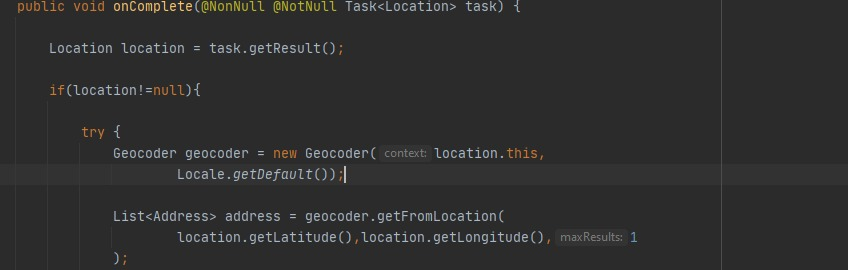 public void onComplete(@NonNull @NotNull Task<Location> task) {
Location location = task.getResult();
if(location!=null){
try {
Geocoder geocoder = new Geocoder( context: location.this,
Locale.getDefault());
List<Address> address = geocoder.getFromLocation(
location.getLatitude(),location.getLongitude(), maxResults: 1
);